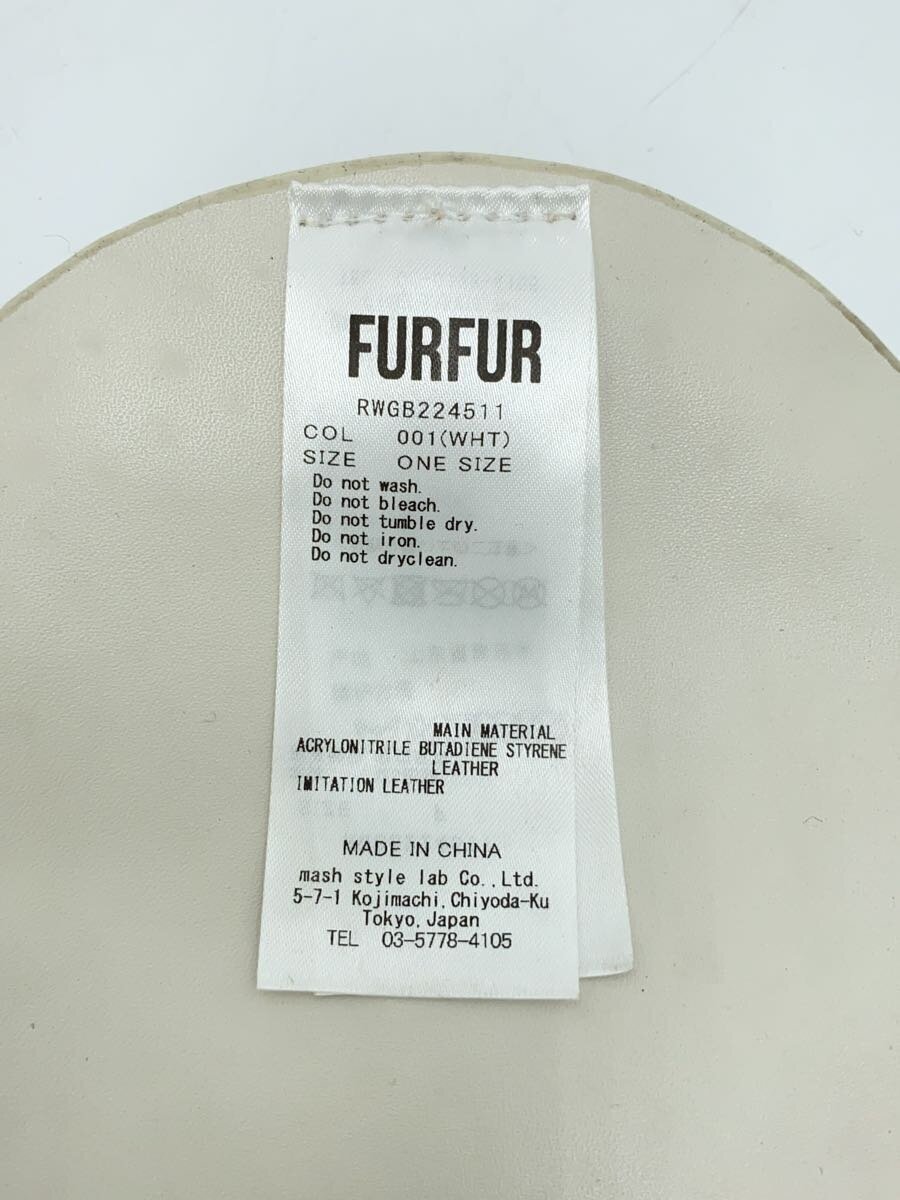 FURFUR
RWGB224511
COL 001(WHT)
SIZE ONE SIZE
Do not wash.
Do not bleach.
Do not tumble dry.
Do not iron.
Do not dryclean.
MAIN MATERIAL
ACRYLONITRILE BUTADIENE STYRENE
LEATHER
IMITATION LEATHER
MADE IN CHINA
mash style lab Co.,Ltd.
5-7-1 Kojimachi,Chiyoda-Ku
Tokyo,Japan
TEL 03-5778-4105